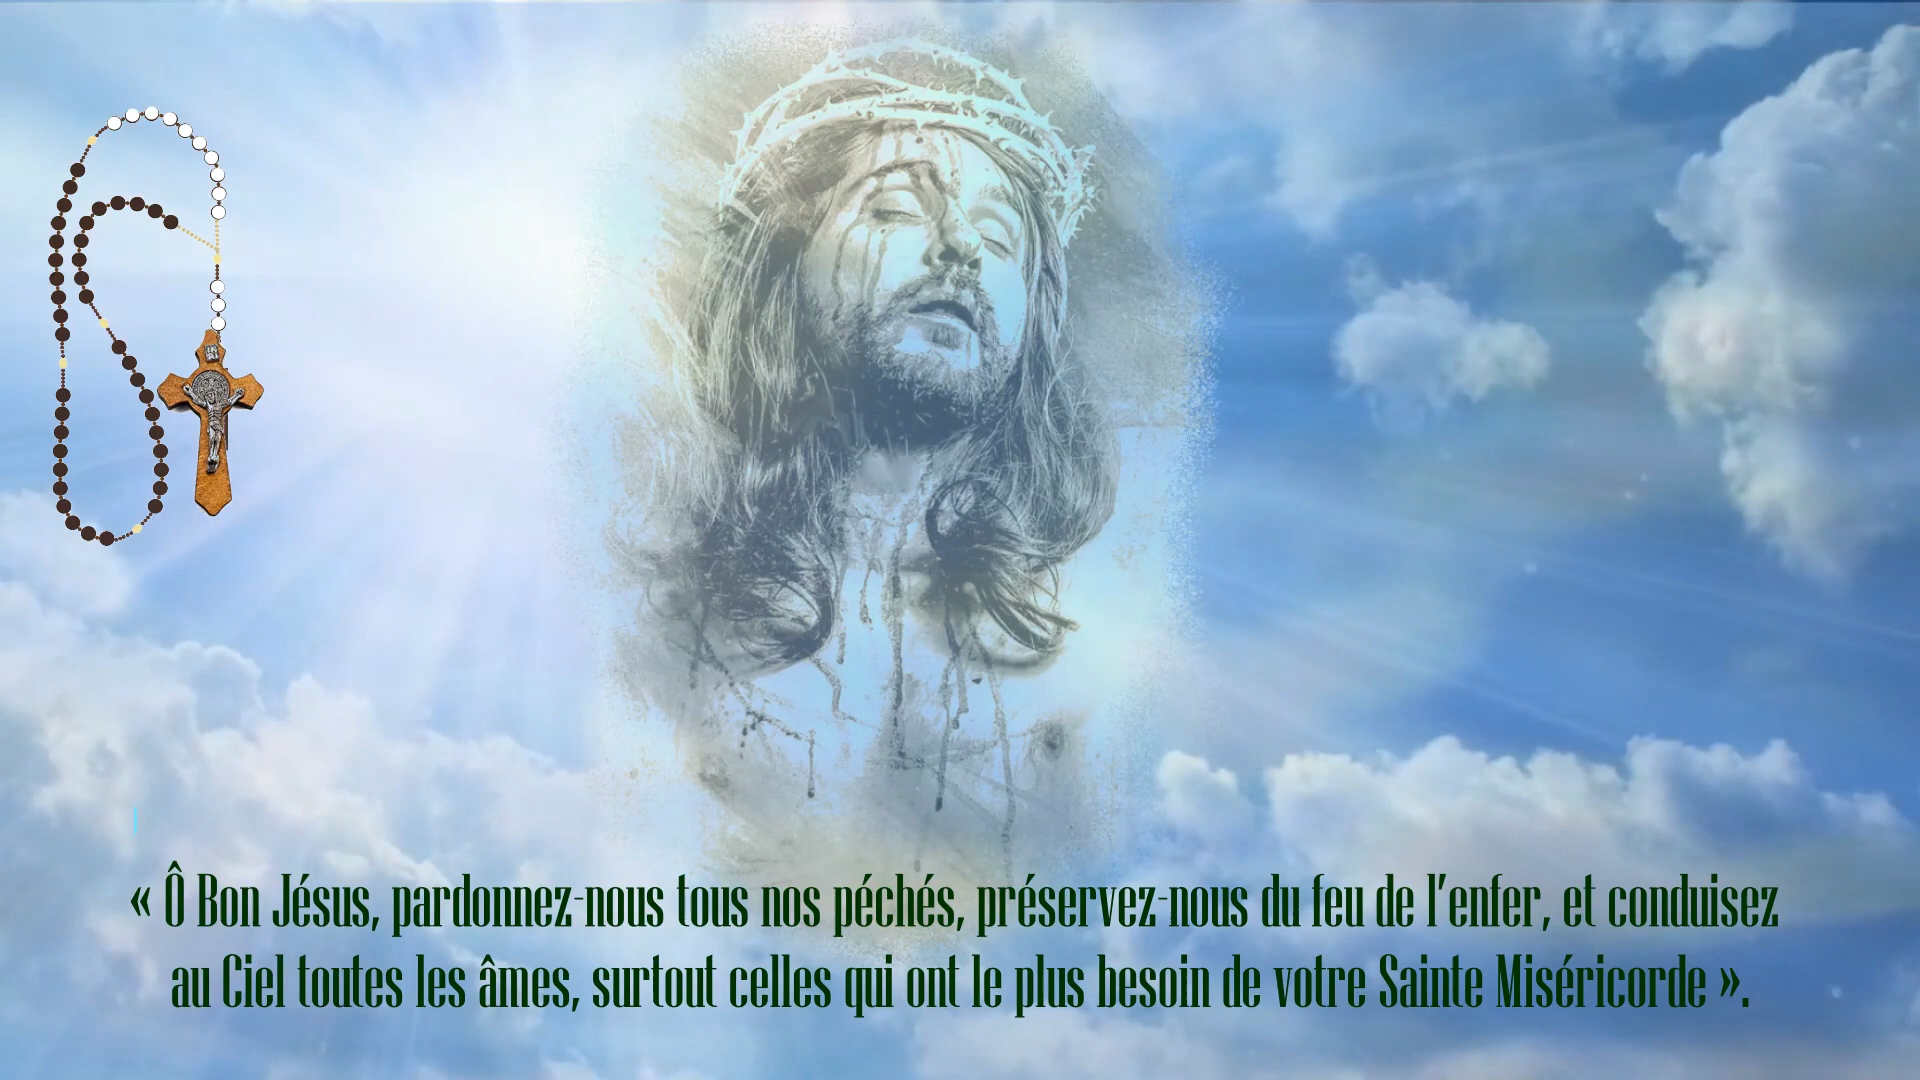 « Ô Bon Jésus, pardonnez-nous tous nos péchés, préservez-nous du feu de l’enfer, et conduisez
au Ciel toutes les âmes, surtout celles qui ont le plus besoin de votre Sainte Miséricorde ».